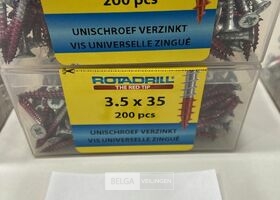 200 pcs
UNISCHROEF VERZINKT
VIS UNIVERSELLE ZINGUÉ
ROTADRILL
THE RED TIP
3.5 x 35
200 pcs
UNISCHROEF VERZINKT
VIS UNIVERSELLE ZINGUÉ
BELGA